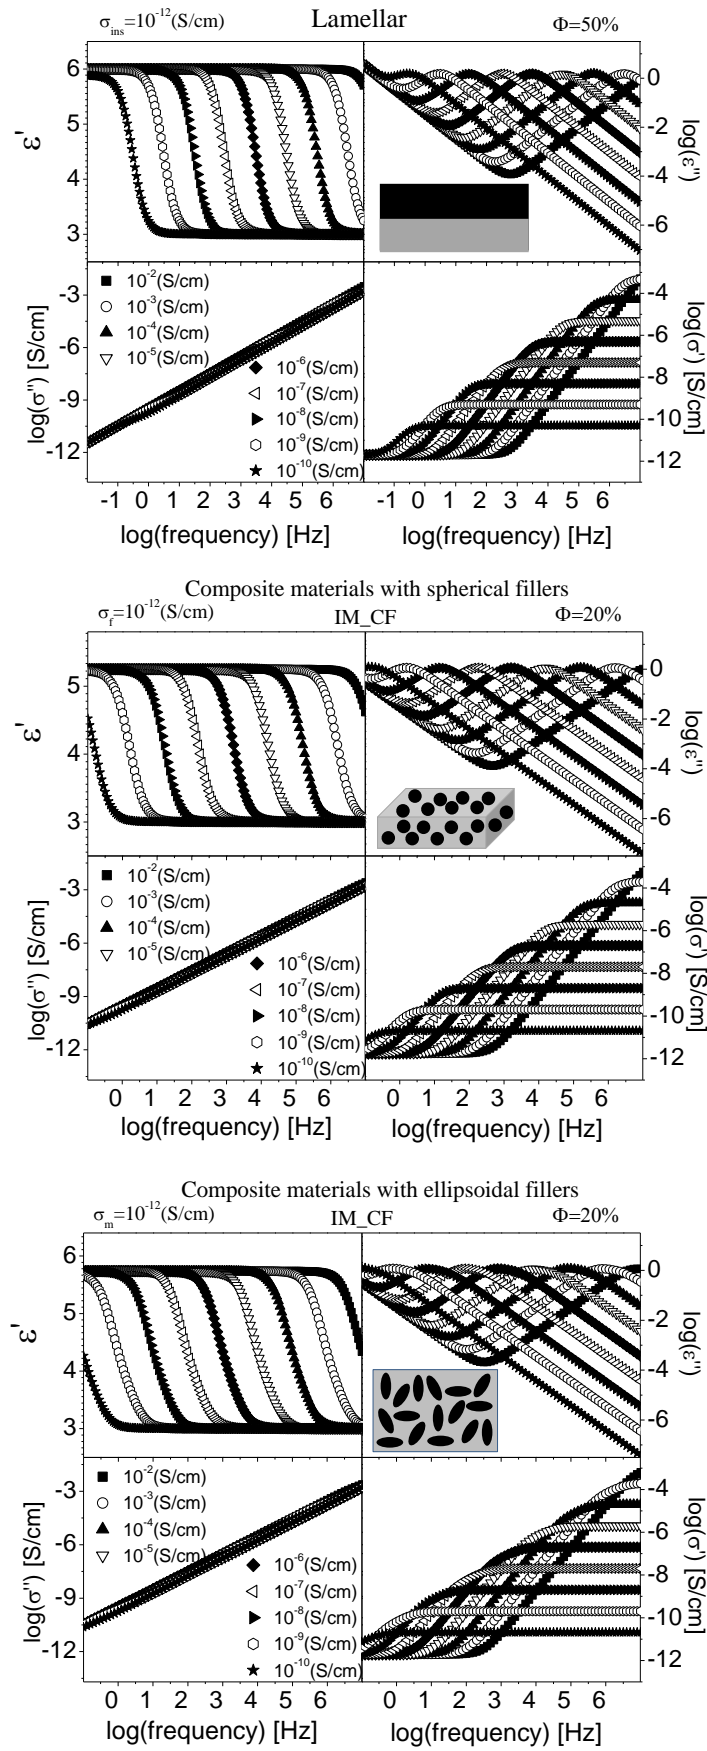 σins=10-12(S/cm) Lamellar Φ=50%
6
5
4
3
ε'
0
-2
-4
-6
log(ε'')
-3
-6
-9
-12
log(σ'') [S/cm]
10-2(S/cm)
10-3(S/cm)
10-4(S/cm)
10-5(S/cm)
10-6(S/cm)
10-7(S/cm)
10-8(S/cm)
10-9(S/cm)
10-10(S/cm)
-4
-6
-8
-10
-12
log(σ') [S/cm]
-1 0 1 2 3 4 5 6 -1 0 1 2 3 4 5 6
log(frequency) [Hz] log(frequency) [Hz]
Composite materials with spherical fillers
σf=10-12(S/cm) IM_CF Φ=20%
5
4
3
ε'
0
-2
-4
-6
log(ε'')
-3
-6
-9
-12
log(σ'') [S/cm]
10-2(S/cm)
10-3(S/cm)
10-4(S/cm)
10-5(S/cm)
10-6(S/cm)
10-7(S/cm)
10-8(S/cm)
10-9(S/cm)
10-10(S/cm)
-4
-6
-8
-10
-12
log(σ') [S/cm]
0 1 2 3 4 5 6 0 1 2 3 4 5 6
log(frequency) [Hz] log(frequency) [Hz]
Composite materials with ellipsoidal fillers
σm=10-12(S/cm) IM_CF Φ=20%
6
5
4
3
ε'
0
-2
-4
-6
log(ε'')
-3
-6
-9
-12
log(σ'') [S/cm]
10-2(S/cm)
10-3(S/cm)
10-4(S/cm)
10-5(S/cm)
10-6(S/cm)
10-7(S/cm)
10-8(S/cm)
10-9(S/cm)
10-10(S/cm)
-4
-6
-8
-10
-12
log(σ') [S/cm]
0 1 2 3 4 5 6 0 1 2 3 4 5 6
log(frequency) [Hz] log(frequency) [Hz]